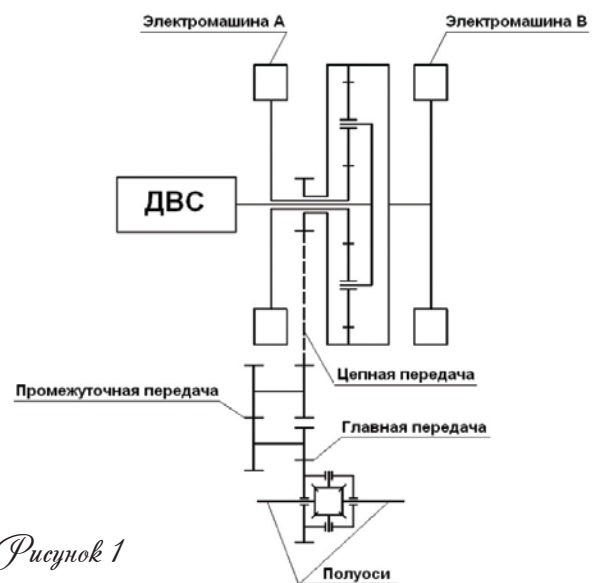 Электромашина А
Электромашина В
ДВС
Цепная передача
Промежуточная передача
Главная передача
Рисунок 1
Полуоси